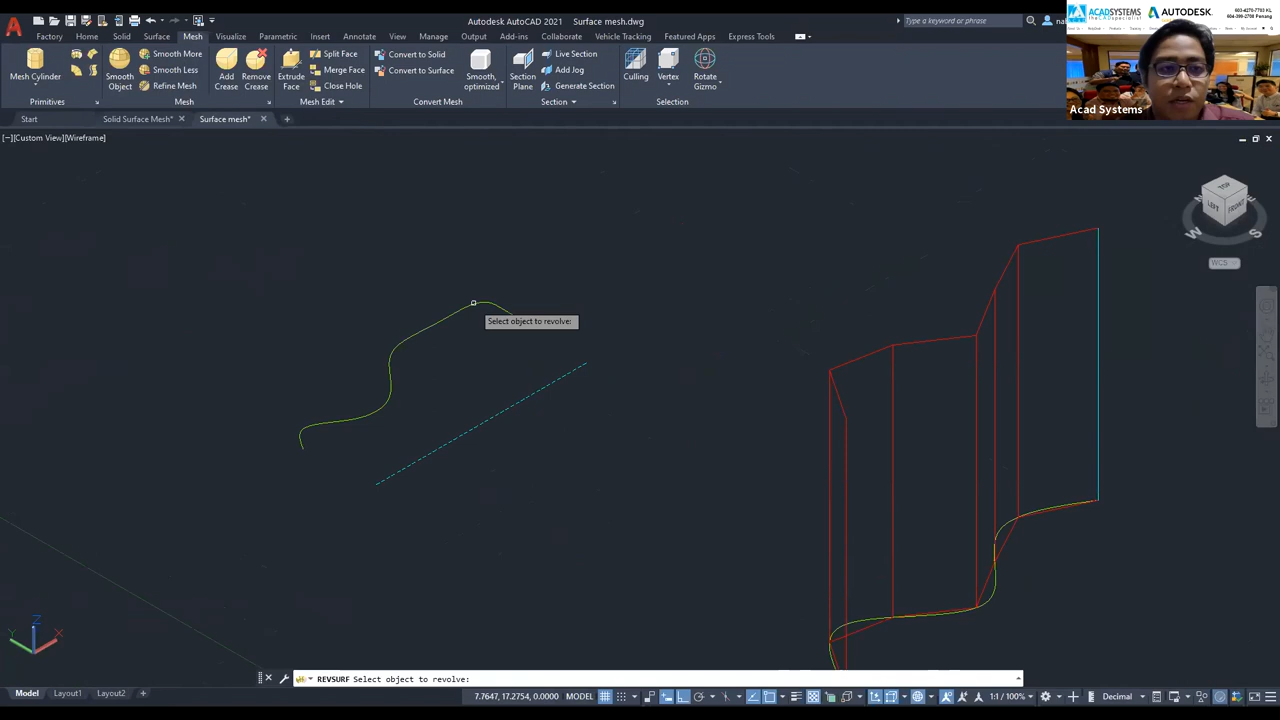 Autodesk AutoCAD 2021 Surface mesh.dwg
Type a keyword or phrase
Factory Home Solid Surface Mesh Visualize Parametric Insert View Manage Output Collaborate Vehicle Tracking Featured Apps Express Tools
Mesh Cylinder
Primitives
Smooth Object
Smooth More
Smooth Less
Refine Mesh
Add Crease
Remove Crease
Mesh
Extrude Face
Split Face
Merge Face
Close Hole
Mesh Edit
Convert to Solid
Convert to Surface
Smooth, optimized
Convert Mesh
Section Plane
Add Jog
Generate Section
Section
Culling
Vertex
Rotate Gizmo
Selection
Start Solid Surface Mesh* Surface mesh*
[−][Custom View][Wireframe]
ACADSYSTEMS
AUTODESK
Acad Systems
TOP
LEFT
FRONT
W
S
WCS
Select object to revolve:
Z
Y
X
REVSURF Select object to revolve:
Model Layout1 Layout2
7.7647, 17.2754, 0.0000 MODEL 1:1 / 100% Decimal